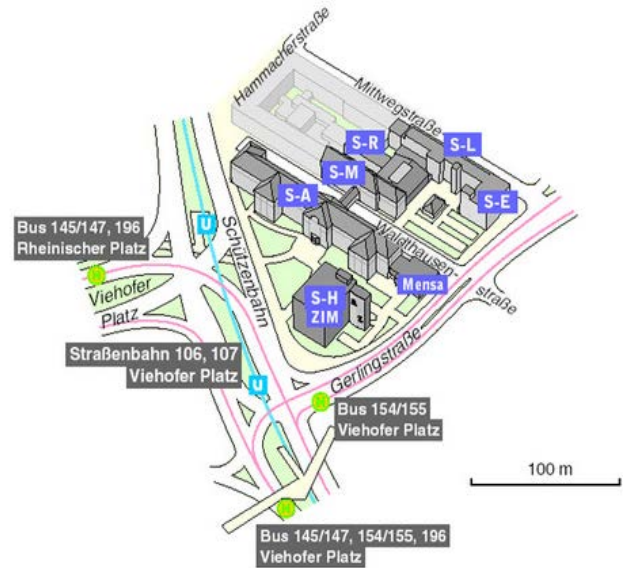 Hammacherstraße
Mittwegstraße
S-R
S-L
S-M
S-A
S-E
Bus 145/147, 196
Rheinischer Platz
U
Schützenbahn
Waldthausen-
straße
Mensa
H
Viehofer
Platz
S-H
ZIM
Straßenbahn 106, 107
Viehofer Platz
U
Gerlingstraße
H
Bus 154/155
Viehofer Platz
100 m
H
Bus 145/147, 154/155, 196
Viehofer Platz